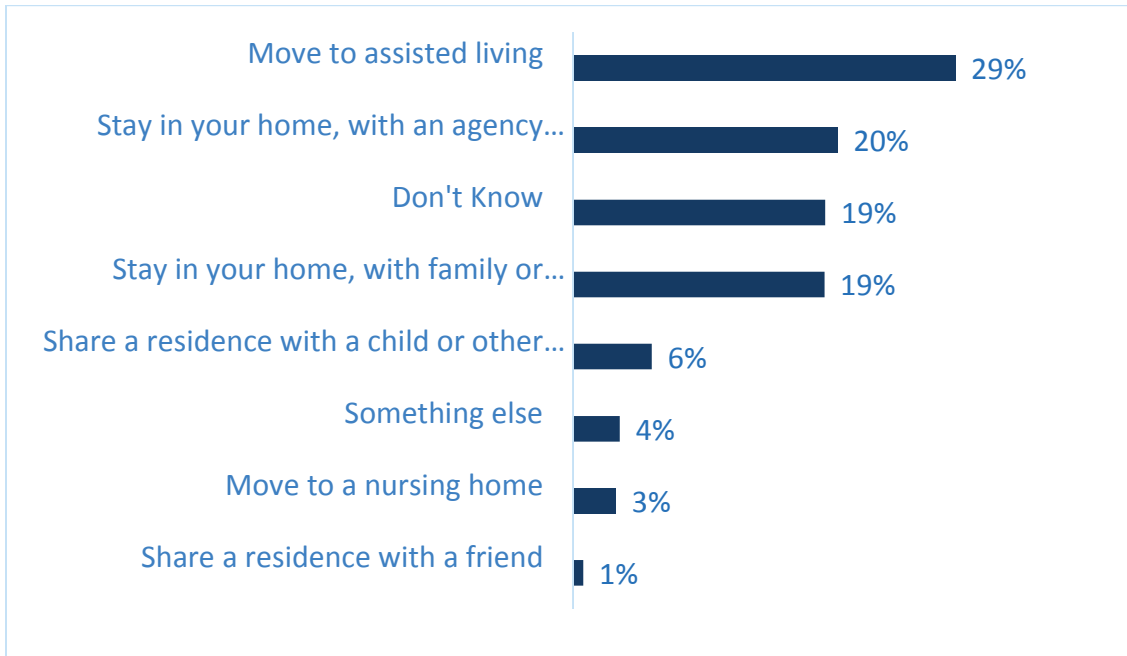 Move to assisted living 29%
Stay in your home, with an agency… 20%
Don't Know 19%
Stay in your home, with family or… 19%
Share a residence with a child or other… 6%
Something else 4%
Move to a nursing home 3%
Share a residence with a friend 1%